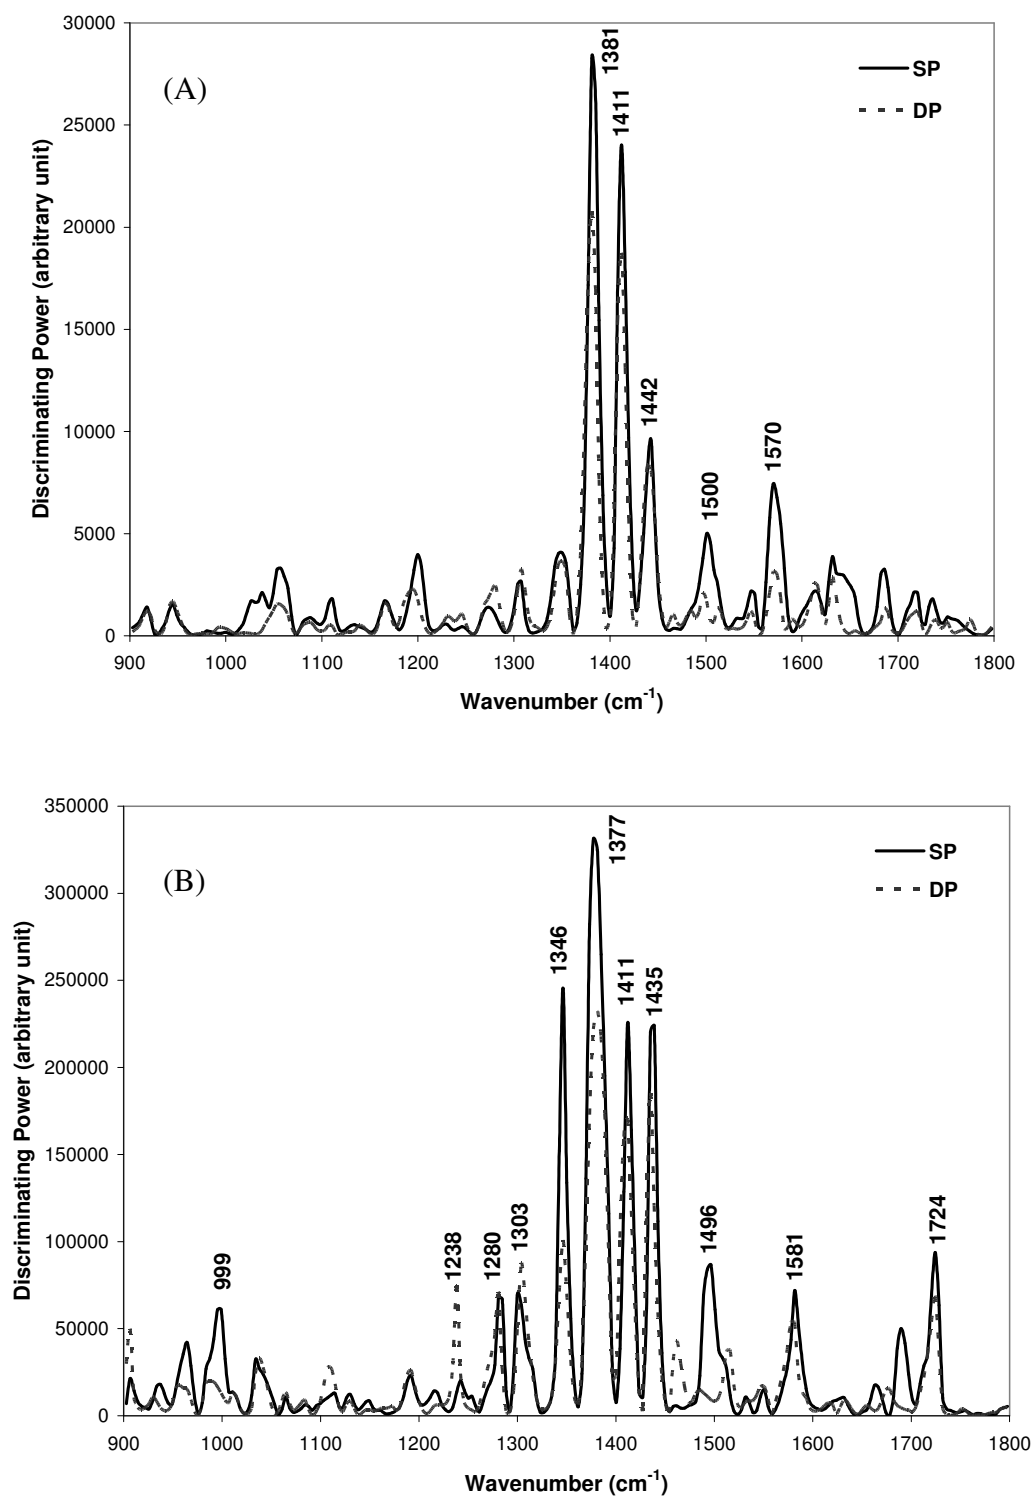 30000
25000
20000
15000
10000
5000
0
Discriminating Power (arbitrary unit)
(A)
1381
1411
1442
1500
1570
SP
DP
900 1000 1100 1200 1300 1400 1500 1600 1700 1800
Wavenumber (cm-1)
350000
300000
250000
200000
150000
100000
50000
0
Discriminating Power (arbitrary unit)
(B)
999
1238
1280
1303
1346
1377
1411
1435
1496
1581
1724
SP
DP
900 1000 1100 1200 1300 1400 1500 1600 1700 1800
Wavenumber (cm-1)